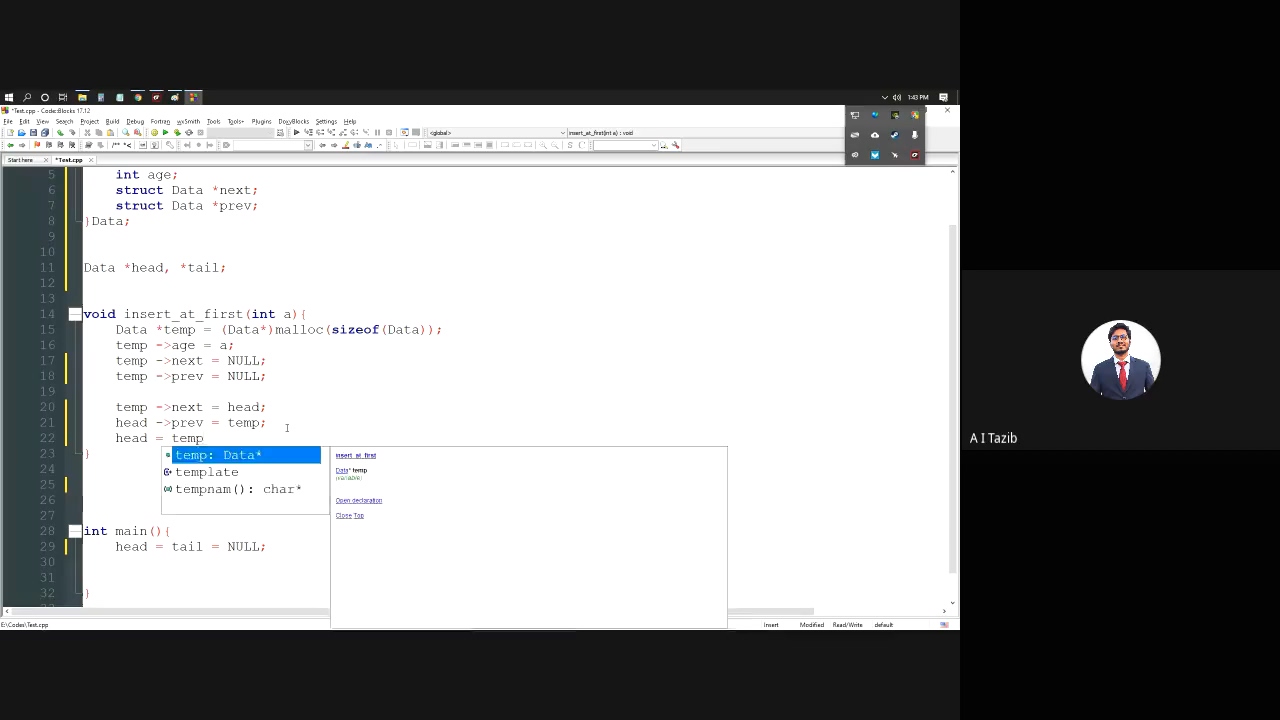 1:43 PM
*Test.cpp - Code::Blocks 17.12
File Edit View Search Project Build Debug Fortran wxSmith Tools Tools+ Plugins DoxyBlocks Settings Help
<global> insert_at_first(int a) : void
Start here *Test.cpp
5 int age;
6 struct Data *next;
7 struct Data *prev;
8 }Data;
9
10
11 Data *head, *tail;
12
13
14 void insert_at_first(int a){
15 Data *temp = (Data*)malloc(sizeof(Data));
16 temp ->age = a;
17 temp ->next = NULL;
18 temp ->prev = NULL;
19
20 temp ->next = head;
21 head ->prev = temp;
22 head = temp
23 }
temp: Data*
template
tempnam(): char*
insert_at_first
Data* temp
(variable)
Open declaration
Close Top
24
25
26
27
28 int main(){
29 head = tail = NULL;
30
31
32 }
E:\Codes\Test.cpp Insert Modified Read/Write default
A I Tazib